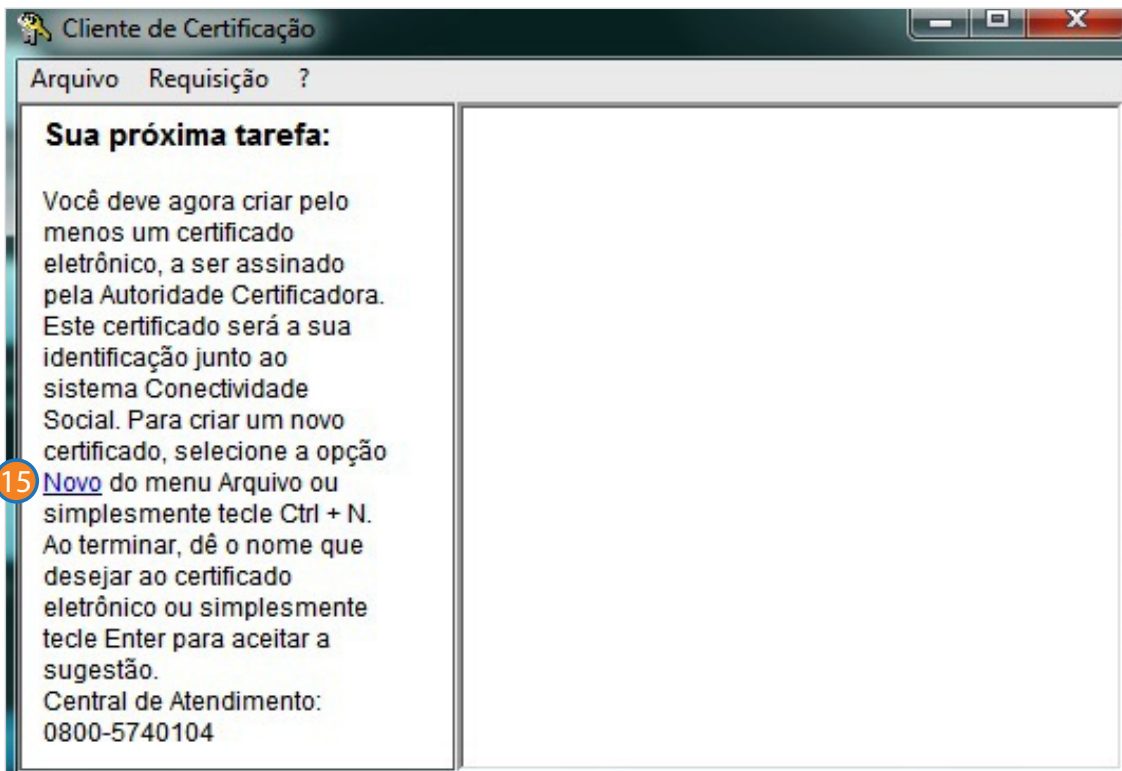 Cliente de Certificação
Arquivo Requisição ?
Sua próxima tarefa:
Você deve agora criar pelo
menos um certificado
eletrônico, a ser assinado
pela Autoridade Certificadora.
Este certificado será a sua
identificação junto ao
sistema Conectividade
Social. Para criar um novo
certificado, selecione a opção
15 Novo do menu Arquivo ou
simplesmente tecle Ctrl + N.
Ao terminar, dê o nome que
desejar ao certificado
eletrônico ou simplesmente
tecle Enter para aceitar a
sugestão.
Central de Atendimento:
0800-5740104